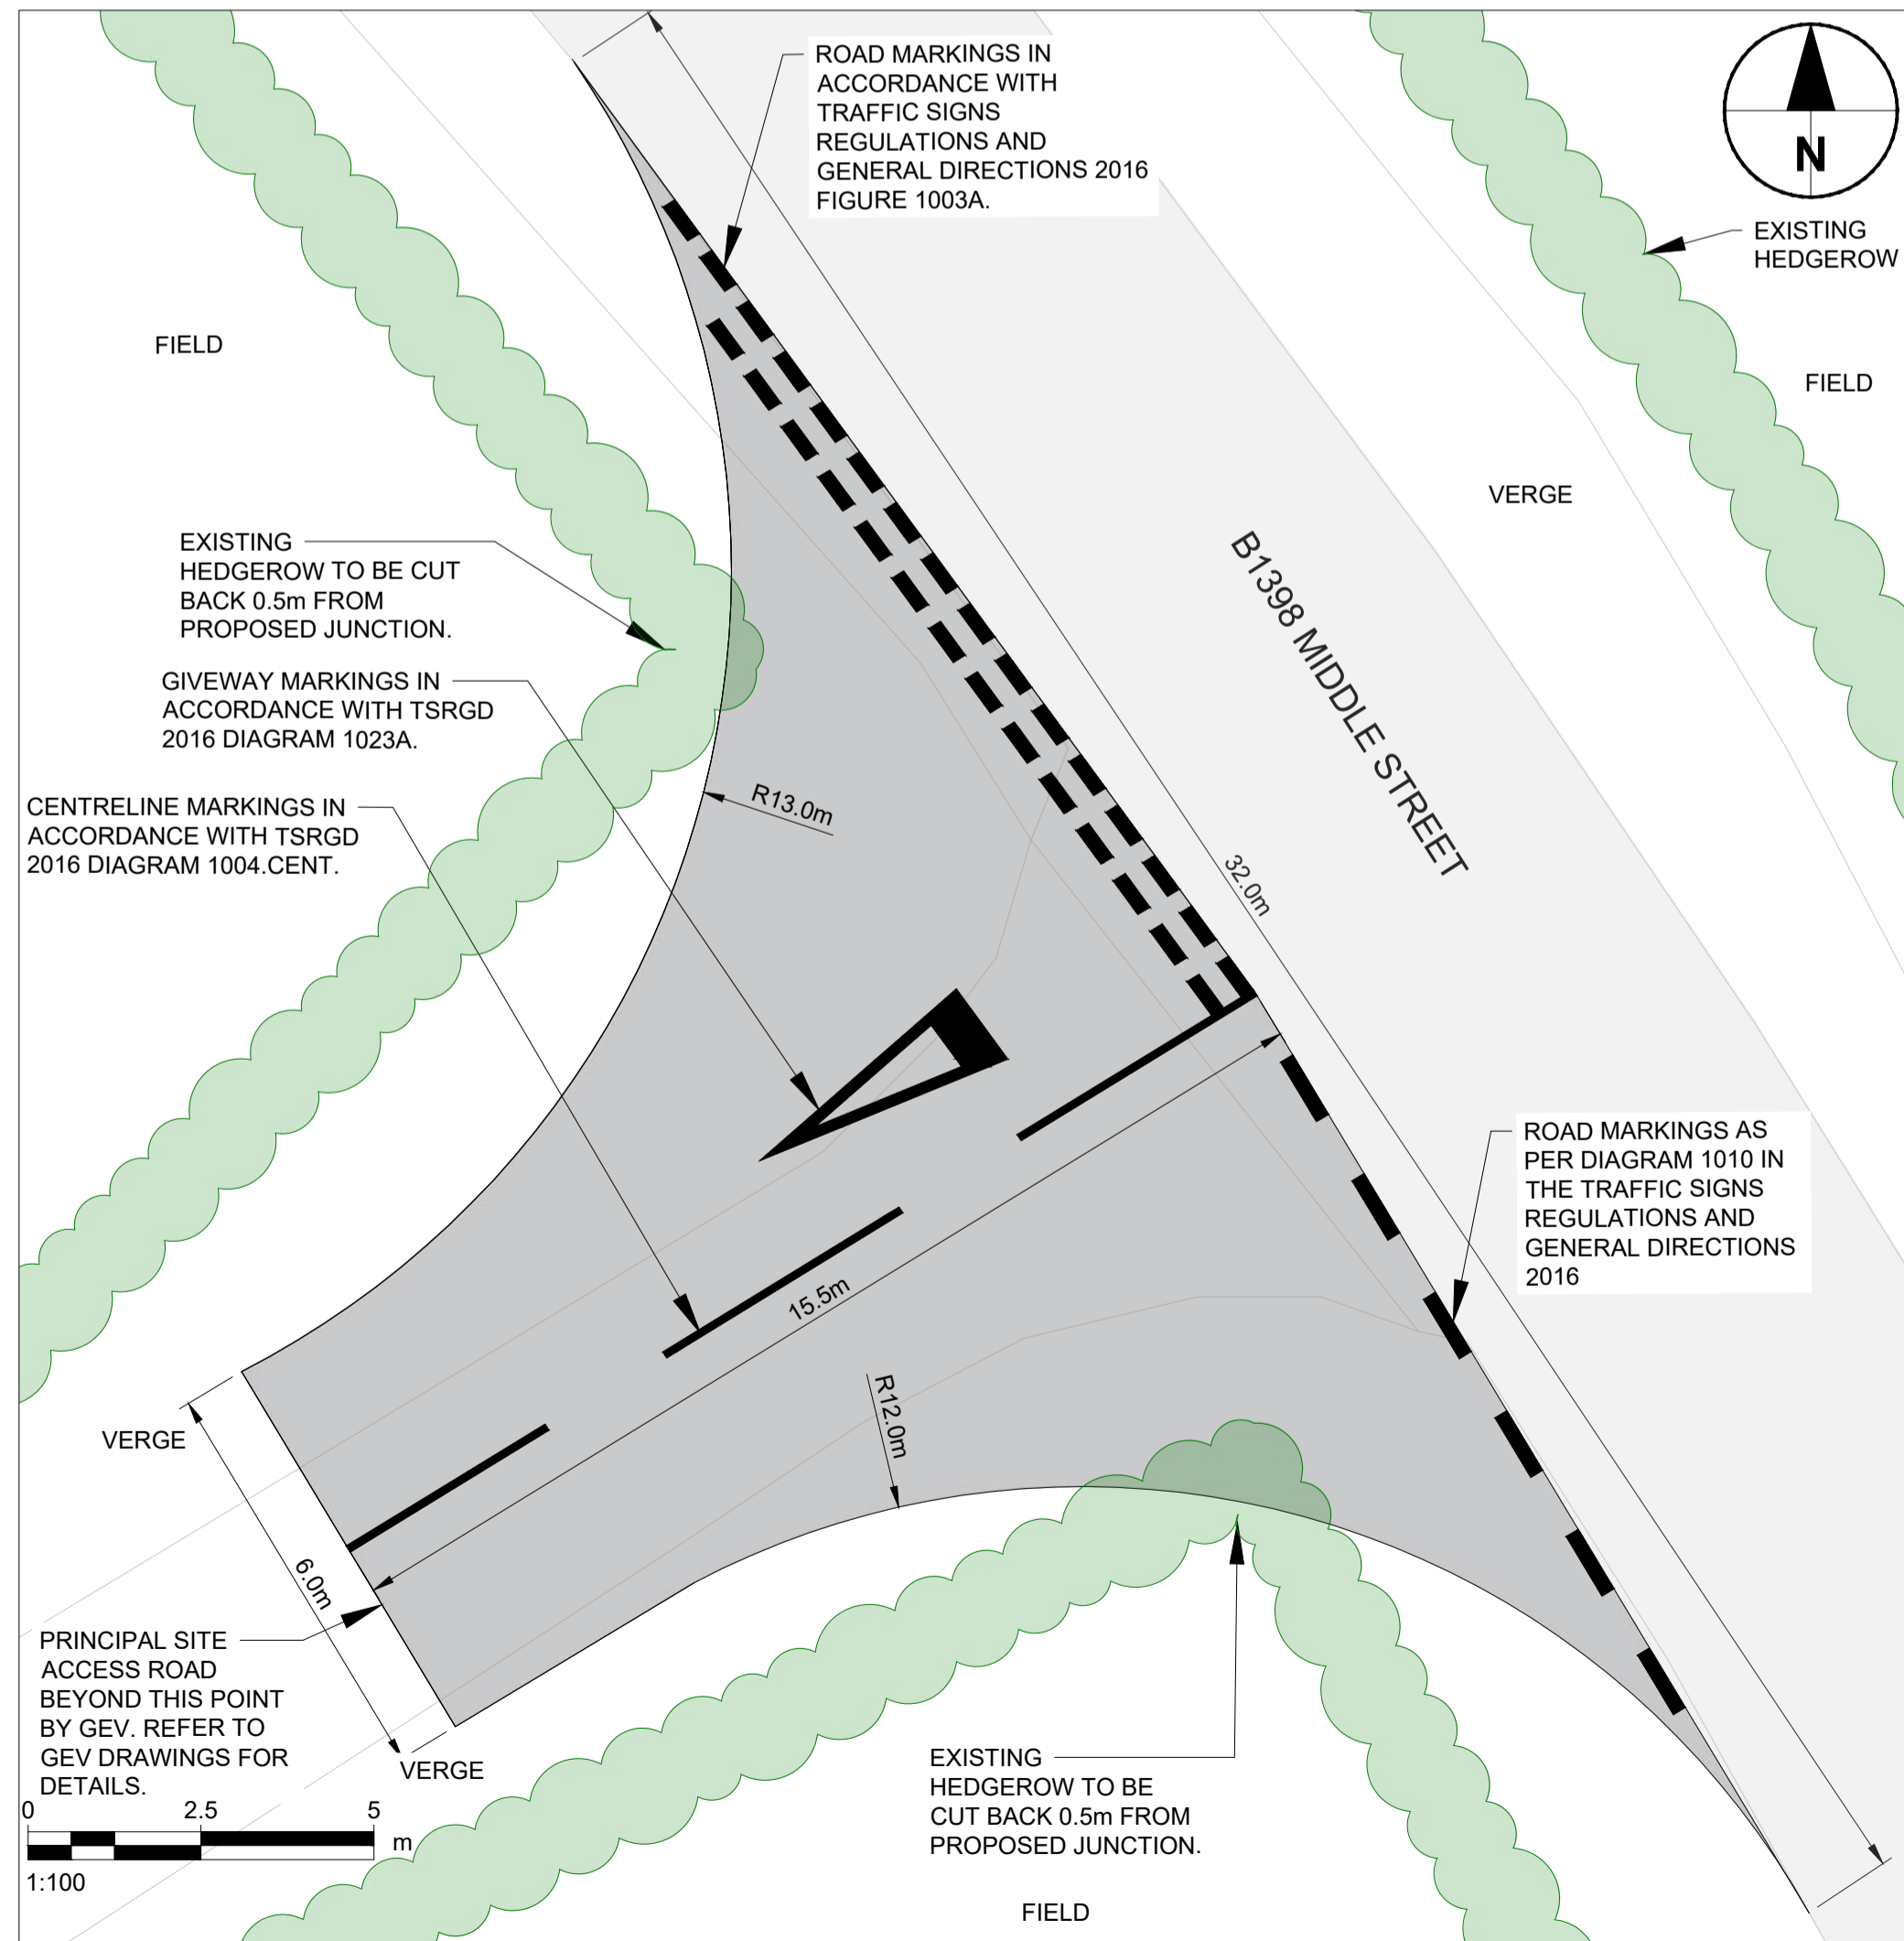 ROAD MARKINGS IN
ACCORDANCE WITH
TRAFFIC SIGNS
REGULATIONS AND
GENERAL DIRECTIONS 2016
FIGURE 1003A.
N
EXISTING
HEDGEROW
FIELD
FIELD
VERGE
EXISTING
HEDGEROW TO BE CUT
BACK 0.5m FROM
PROPOSED JUNCTION.
GIVEWAY MARKINGS IN
ACCORDANCE WITH TSRGD
2016 DIAGRAM 1023A.
CENTRELINE MARKINGS IN
ACCORDANCE WITH TSRGD
2016 DIAGRAM 1004.CENT.
B1398 MIDDLE STREET
R13.0m
32.0m
ROAD MARKINGS AS
PER DIAGRAM 1010 IN
THE TRAFFIC SIGNS
REGULATIONS AND
GENERAL DIRECTIONS
2016
15.5m
R12.0m
VERGE
6.0m
PRINCIPAL SITE
ACCESS ROAD
BEYOND THIS POINT
BY GEV. REFER TO
GEV DRAWINGS FOR
DETAILS.
VERGE
EXISTING
HEDGEROW TO BE
CUT BACK 0.5m FROM
PROPOSED JUNCTION.
0 2.5 5
m
1:100
FIELD